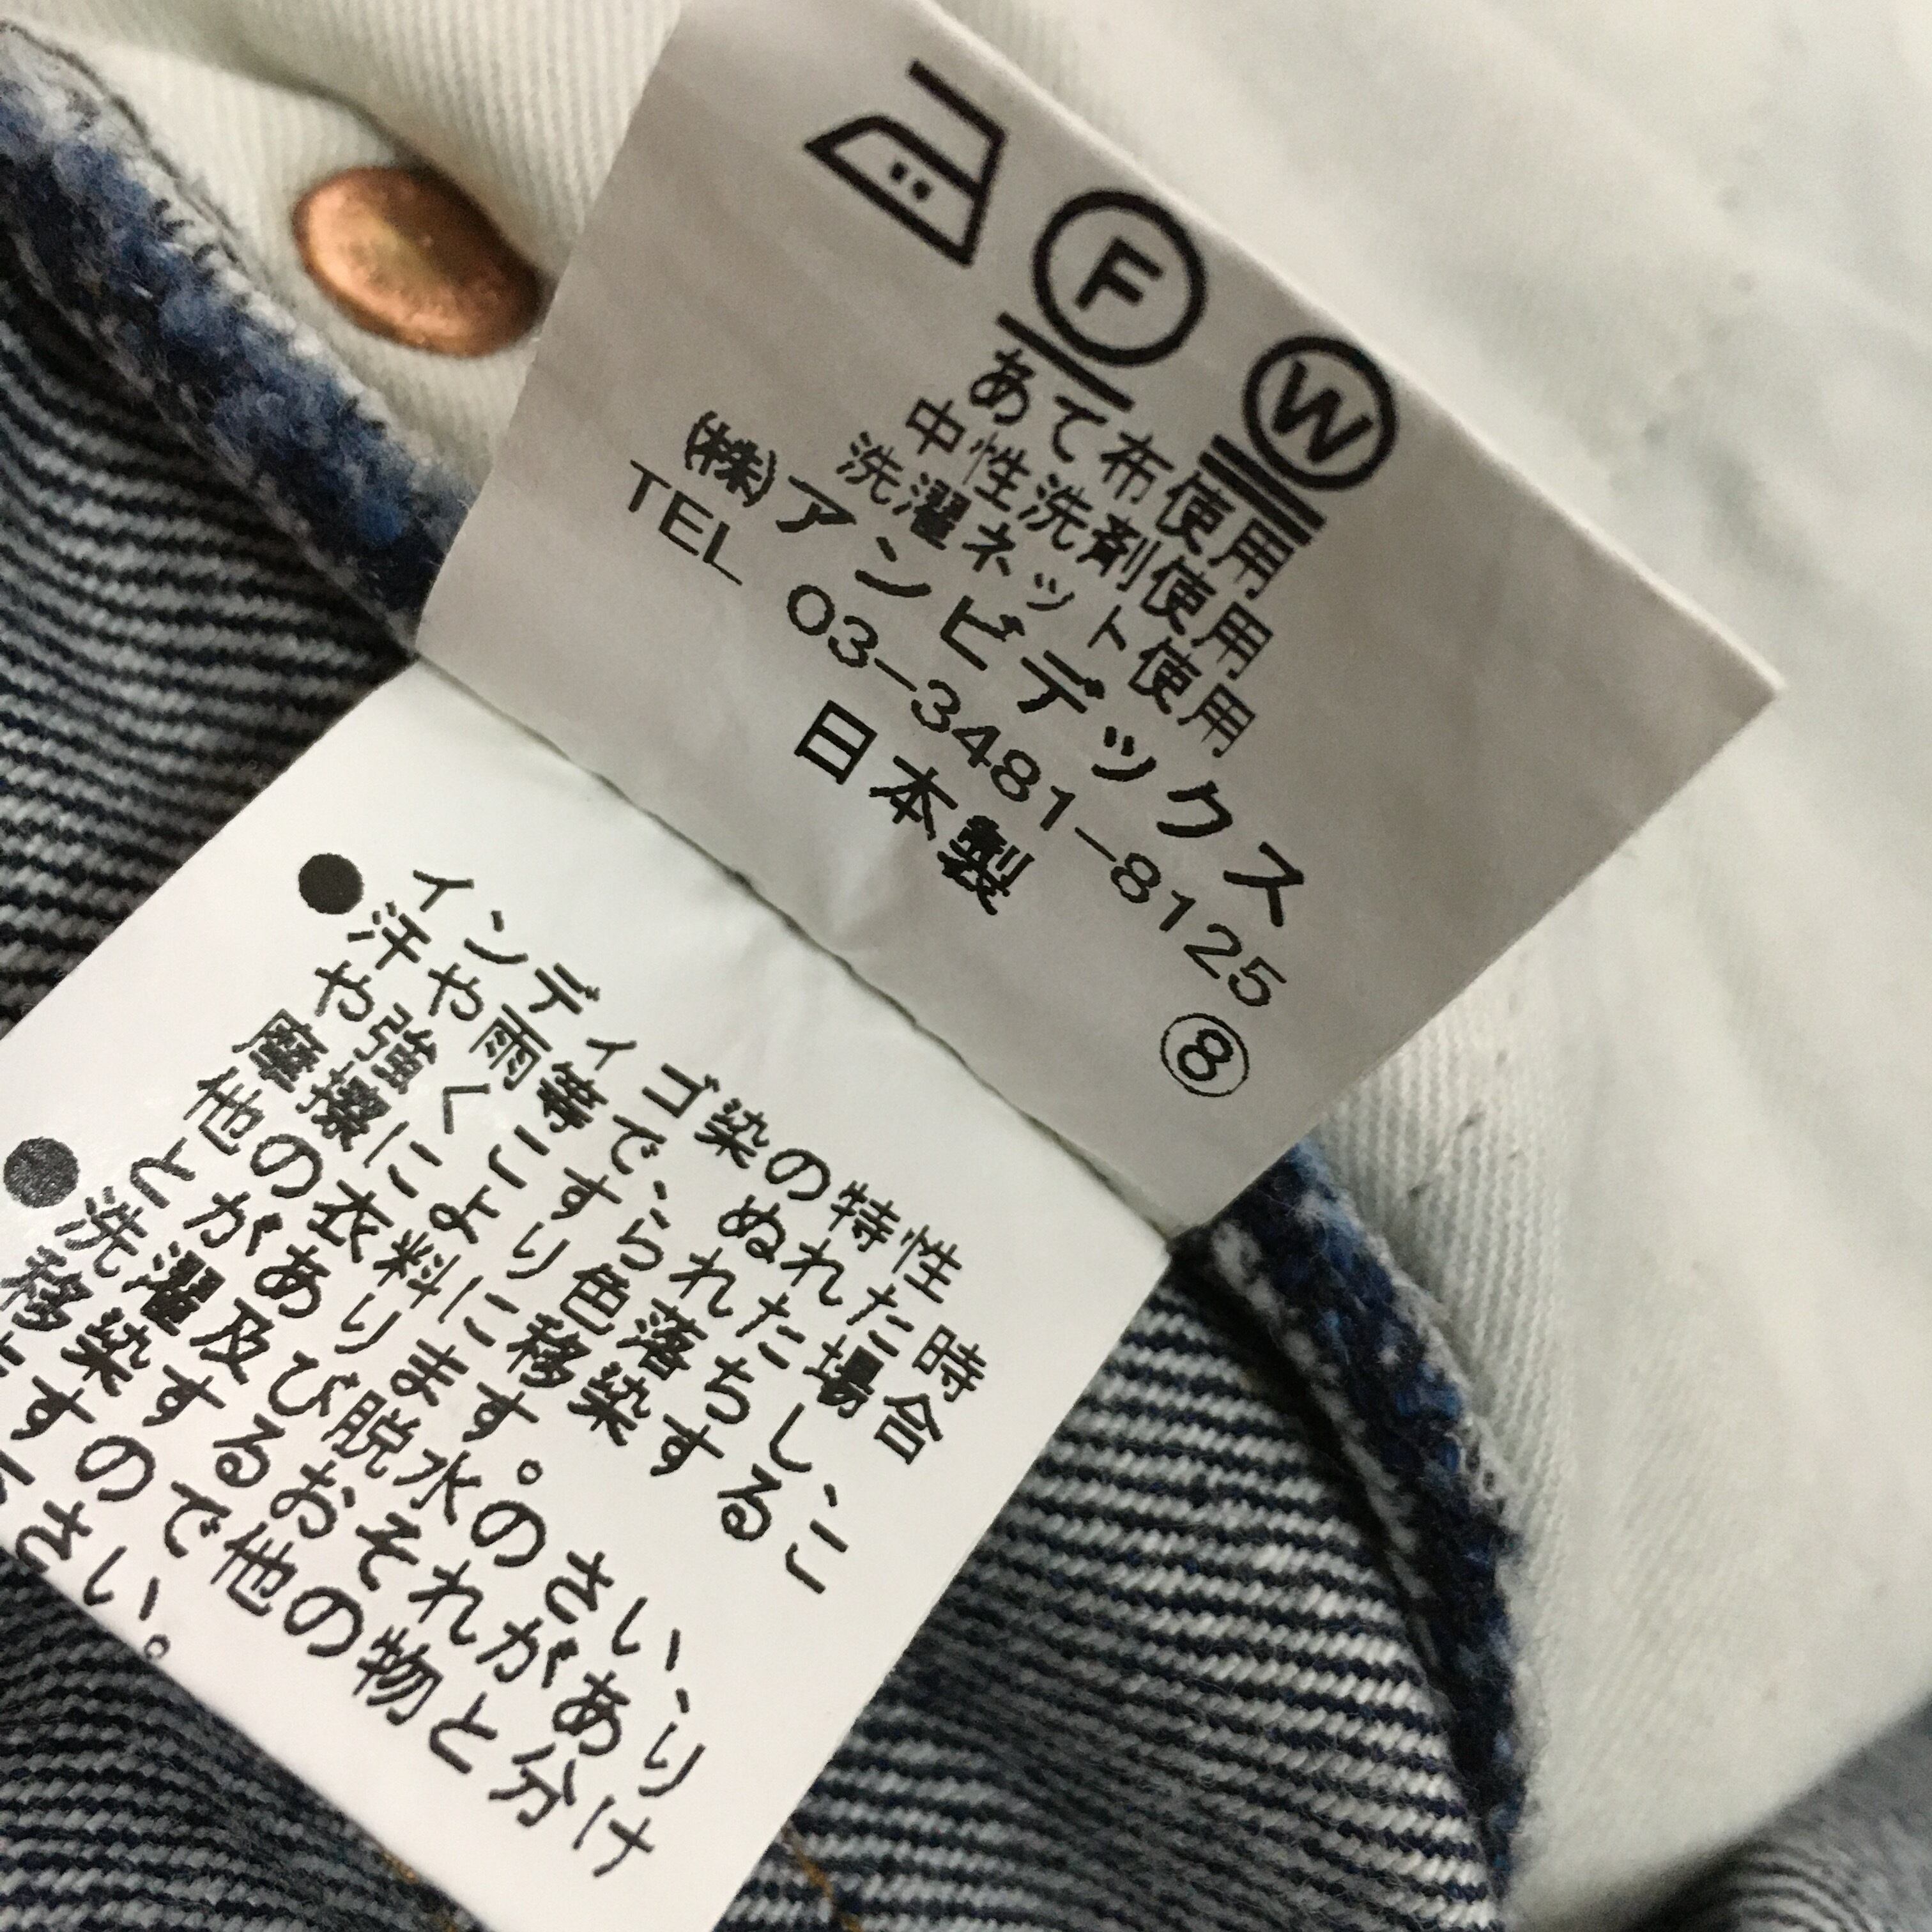 F
W
あて布使用
中性洗剤使用
洗濯ネット使用
(株)アンビデックス
TEL 03-3481-8125
日本製
⑧
インディゴ染の特性
●汗や雨等で、ぬれた時
や強くすられた場合
摩擦により色落ちし、
他の衣料に移染するこ
とがあります。
●洗濯及び脱水のさい、
移染するおそれがあり
ますので他の物と分け
さい。